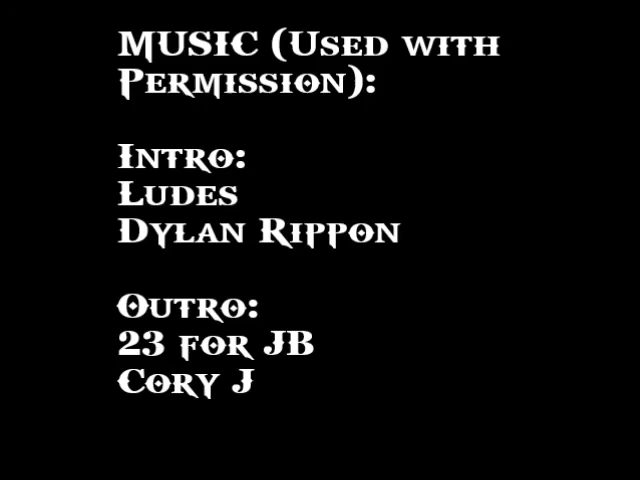 MUSIC (Used with
Permission):
Intro:
Ludes
Dylan Rippon
Outro:
23 for JB
Cory J